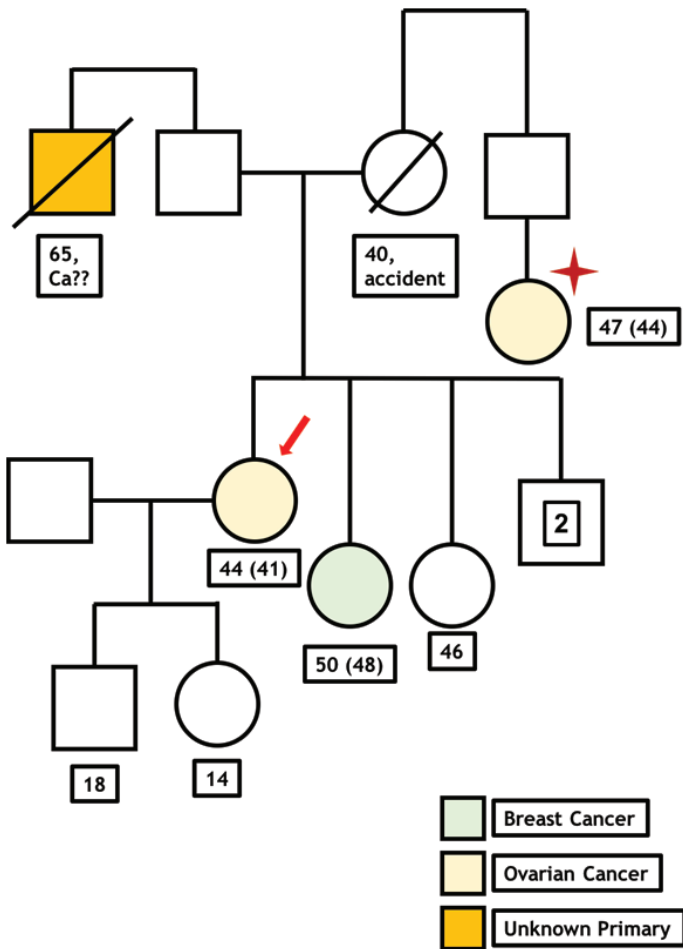 65,
Ca??
40,
accident
47 (44)
2
44 (41)
50 (48)
46
18
14
Breast Cancer
Ovarian Cancer
Unknown Primary